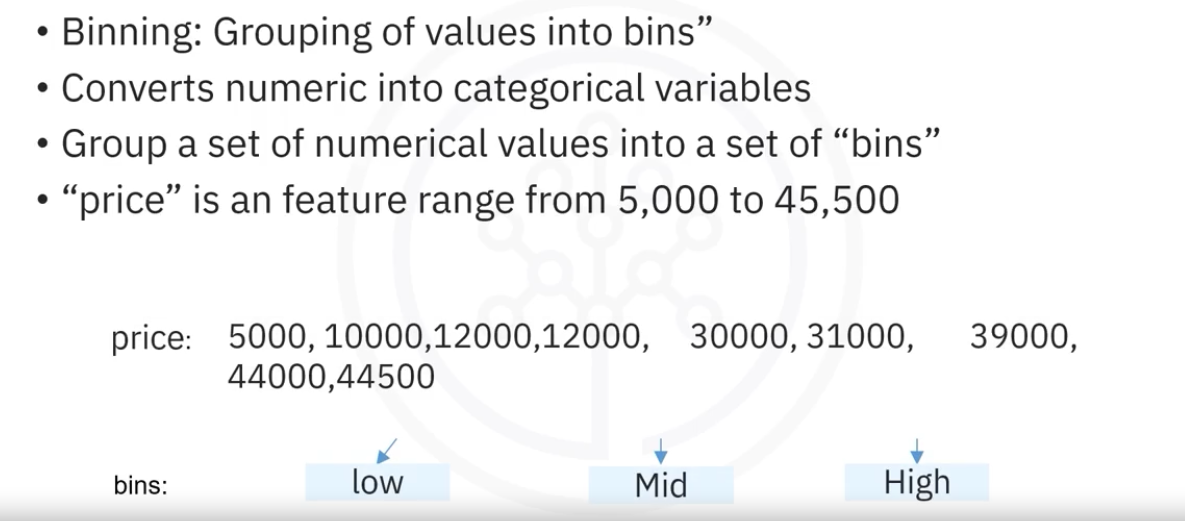 • Binning: Grouping of values into bins”
• Converts numeric into categorical variables
• Group a set of numerical values into a set of “bins”
• “price” is an feature range from 5,000 to 45,500
price: 5000, 10000,12000,12000, 30000, 31000, 39000,
44000,44500
bins: low Mid High